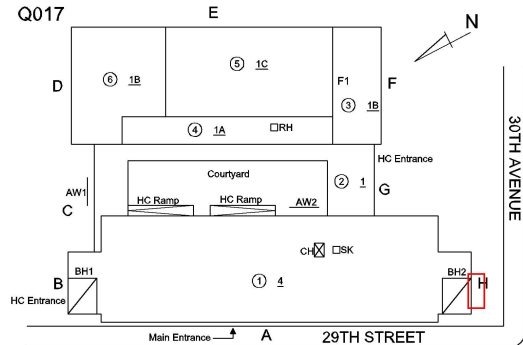 Q017
E
N
D
6 1B
5 1C
F1
F
3 1B
4 1A
RH
HC Entrance
30TH AVENUE
Courtyard
2 1
AW1
HC Ramp
HC Ramp
AW2
G
C
CH
SK
BH1
BH2
B
1 4
H
HC Entrance
Main Entrance
A
29TH STREET